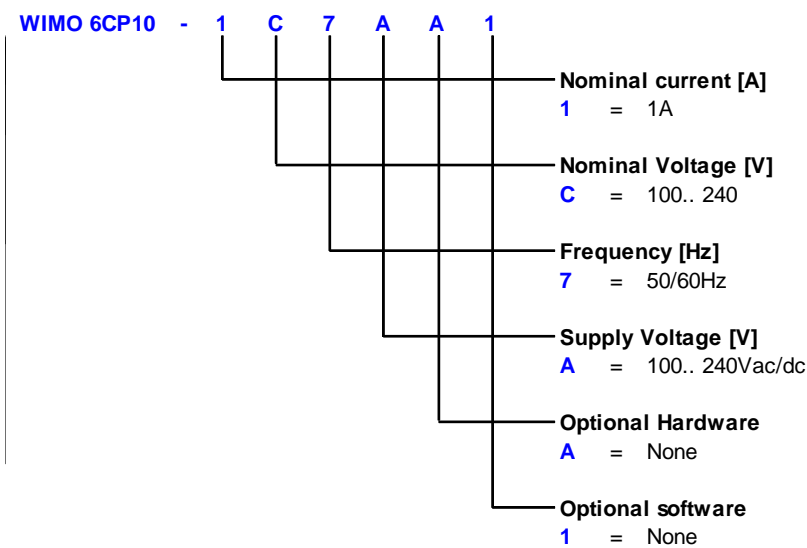 WIMO 6CP10 - 1 C 7 A A 1
Nominal current [A]
1 = 1A
Nominal Voltage [V]
C = 100.. 240
Frequency [Hz]
7 = 50/60Hz
Supply Voltage [V]
A = 100.. 240Vac/dc
Optional Hardware
A = None
Optional software
1 = None